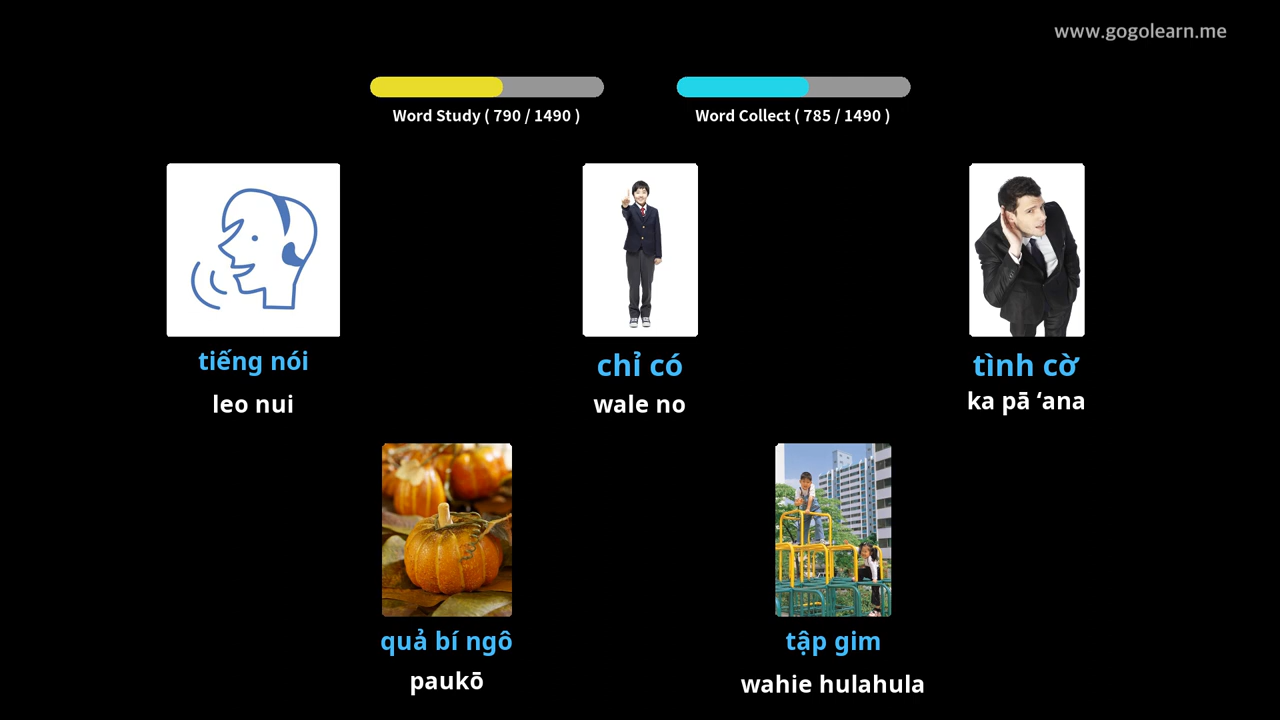 www.gogolearn.me
Word Study ( 790 / 1490 )
Word Collect ( 785 / 1490 )
tiếng nói
leo nui
chỉ có
wale no
tình cờ
ka pā ʻana
quả bí ngô
paukō
tập gim
wahie hulahula